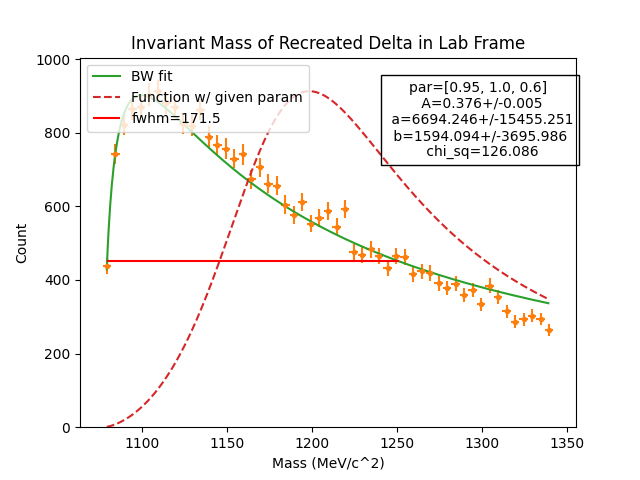 Invariant Mass of Recreated Delta in Lab Frame
BW fit
Function w/ given param
fwhm=171.5
par=[0.95, 1.0, 0.6]
A=0.376+/-0.005
a=6694.246+/-15455.251
b=1594.094+/-3695.986
chi_sq=126.086
Count
1000
800
600
400
200
0
1100
1150
1200
1250
1300
1350
Mass (MeV/c^2)